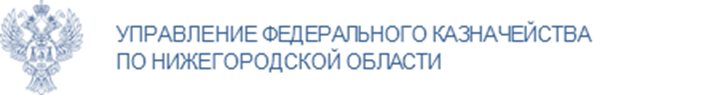 УПРАВЛЕНИЕ ФЕДЕРАЛЬНОГО КАЗНАЧЕЙСТВА
ПО НИЖЕГОРОДСКОЙ ОБЛАСТИ